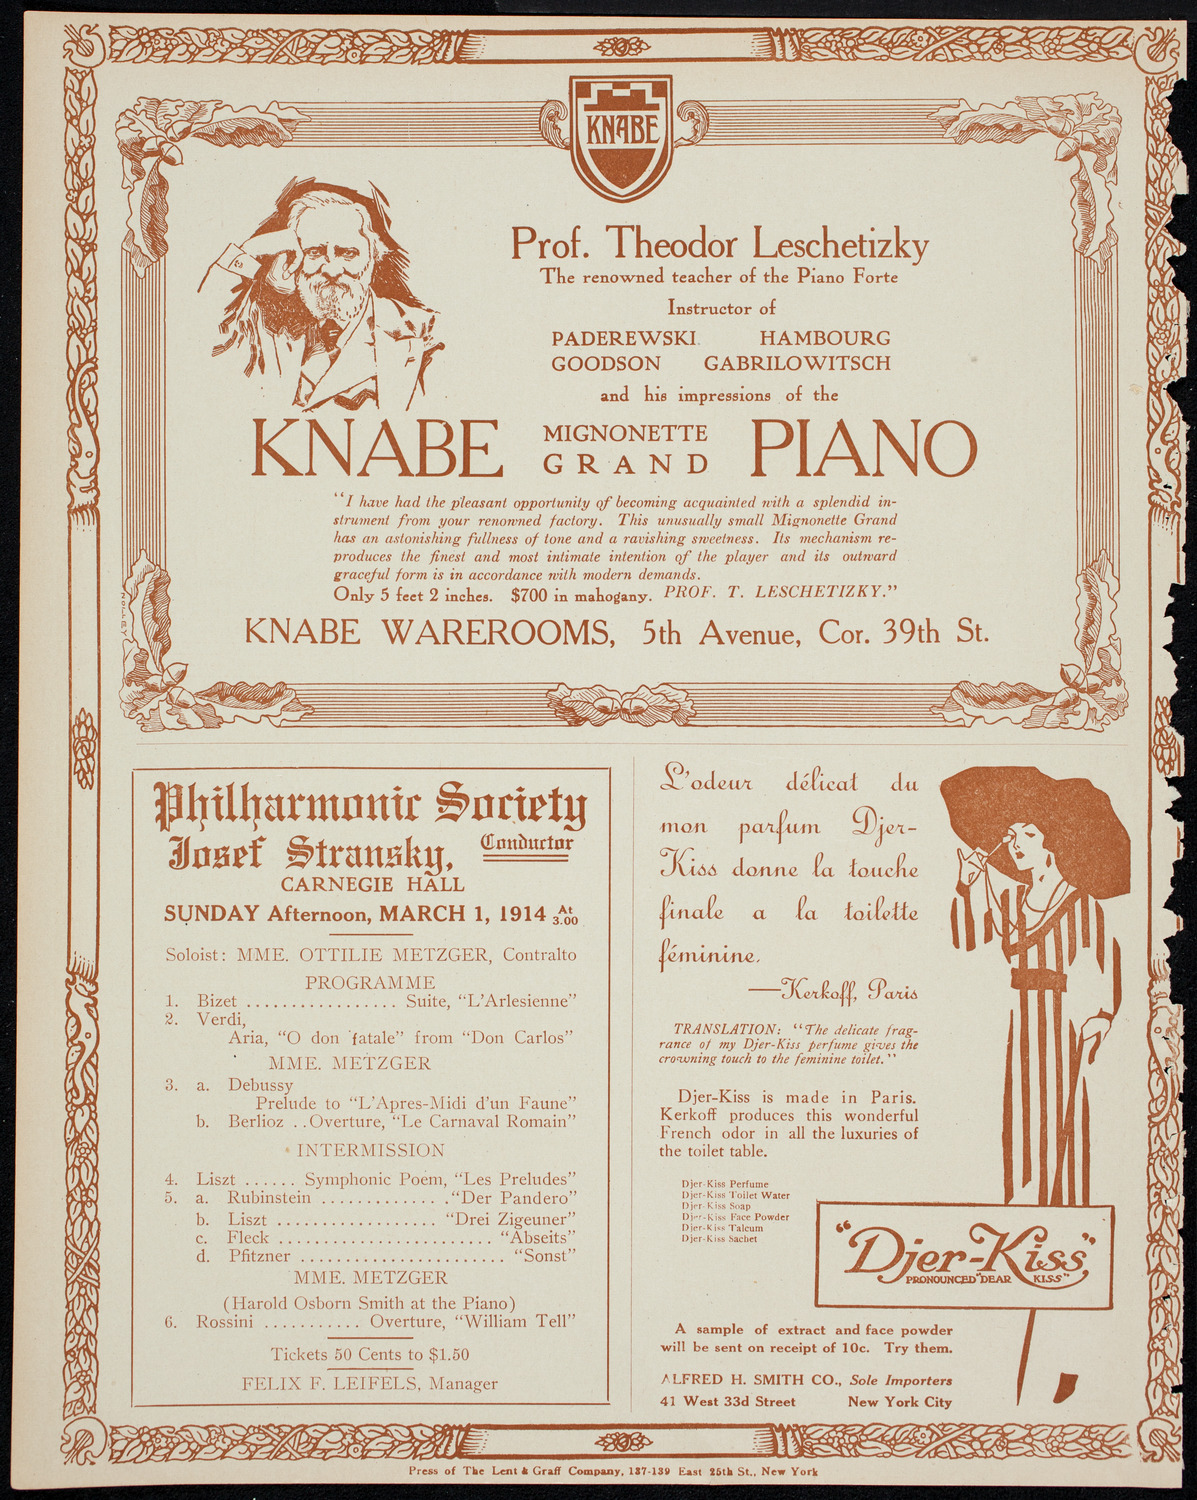 KNABE
Prof. Theodor Leschetizky
The renowned teacher of the Piano Forte
Instructor of
PADEREWSKI HAMBOURG
GOODSON GABRILOWITSCH
and his impressions of the
KNABE MIGNONETTE GRAND PIANO
"I have had the pleasant opportunity of becoming acquainted with a splendid in-
strument from your renowned factory. This unusually small Mignonette Grand
has an astonishing fullness of tone and a ravishing sweetness. Its mechanism re-
produces the finest and most intimate intention of the player and its outward
graceful form is in accordance with modern demands.
Only 5 feet 2 inches. $700 in mahogany. PROF. T. LESCHETIZKY."
KNABE WAREROOMS, 5th Avenue, Cor. 39th St.
Philharmonic Society
Josef Stransky, Conductor
CARNEGIE HALL
SUNDAY Afternoon, MARCH 1, 1914 At 3.00
Soloist: MME. OTTILIE METZGER, Contralto
PROGRAMME
1. Bizet ................. Suite, "L'Arlesienne"
2. Verdi,
Aria, "O don fatale" from "Don Carlos"
MME. METZGER
3. a. Debussy
Prelude to "L'Apres-Midi d'un Faune"
b. Berlioz ..Overture, "Le Carnaval Romain"
INTERMISSION
4. Liszt ...... Symphonic Poem, "Les Preludes"
5. a. Rubinstein .............."Der Pandero"
b. Liszt .................. "Drei Zigeuner"
c. Fleck ........................ "Abseits"
d. Pfitzner ....................... "Sonst"
MME. METZGER
(Harold Osborn Smith at the Piano)
6. Rossini ........... Overture, "William Tell"
Tickets 50 Cents to $1.50
FELIX F. LEIFELS, Manager
L'odeur délicat du
mon parfum Djer-
Kiss donne la touche
finale a la toilette
féminine.
—Kerkoff, Paris
TRANSLATION: "The delicate frag-
rance of my Djer-Kiss perfume gives the
crowning touch to the feminine toilet."
Djer-Kiss is made in Paris.
Kerkoff produces this wonderful
French odor in all the luxuries of
the toilet table.
Djer-Kiss Perfume
Djer-Kiss Toilet Water
Djer-Kiss Soap
Djer-Kiss Face Powder
Djer-Kiss Talcum
Djer-Kiss Sachet
"Djer-Kiss"
PRONOUNCED "DEAR KISS"
A sample of extract and face powder
will be sent on receipt of 10c. Try them.
ALFRED H. SMITH CO., Sole Importers
41 West 33d Street New York City
Press of The Lent & Graff Company, 137-139 East 25th St., New York